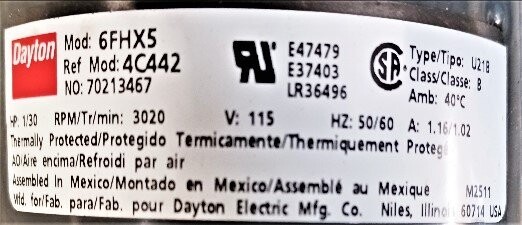 Dayton
Mod: 6FHX5
Ref Mod: 4C442
NO: 70213467
E47479
E37403
LR36496
Type/Tipo: U21B
Class/Classe: B
Amb: 40°C
HP: 1/30 RPM/Tr/min: 3020 V: 115 HZ: 50/60 A: 1.16/1.02
Thermally Protected/Protegido Termicamente/Thermiquement Proteg
AO/Aire encima/Refroidi par air
Assembled In Mexico/Montado en Mexico/Assemblé au Mexique M2511
Mfd. for/Fab. para/Fab. pour Dayton Electric Mfg. Co. Niles, Illinois 60714 USA